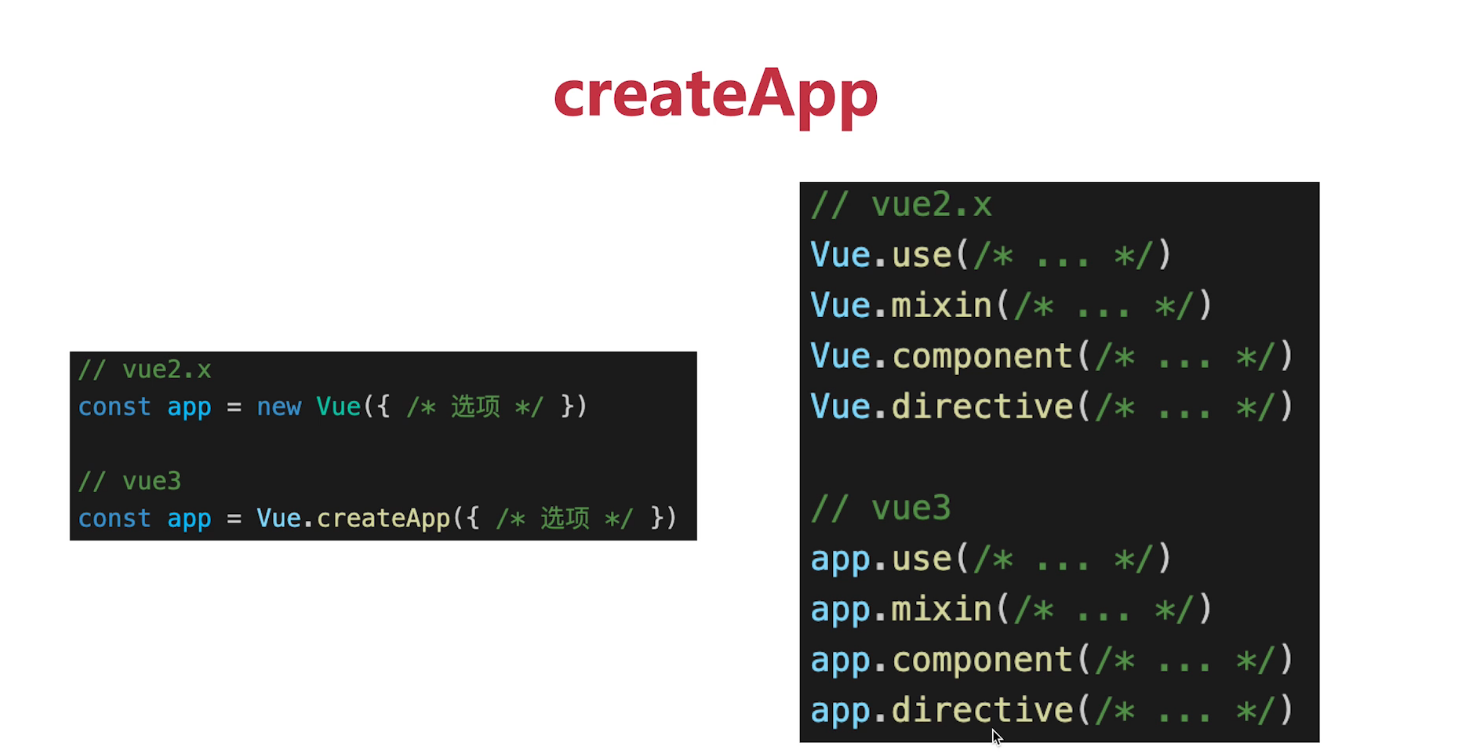 createApp
// vue2.x
const app = new Vue({ /* 选项 */ })
// vue3
const app = Vue.createApp({ /* 选项 */ })
// vue2.x
Vue.use(/* ... */)
Vue.mixin(/* ... */)
Vue.component(/* ... */)
Vue.directive(/* ... */)
// vue3
app.use(/* ... */)
app.mixin(/* ... */)
app.component(/* ... */)
app.directive(/* ... */)